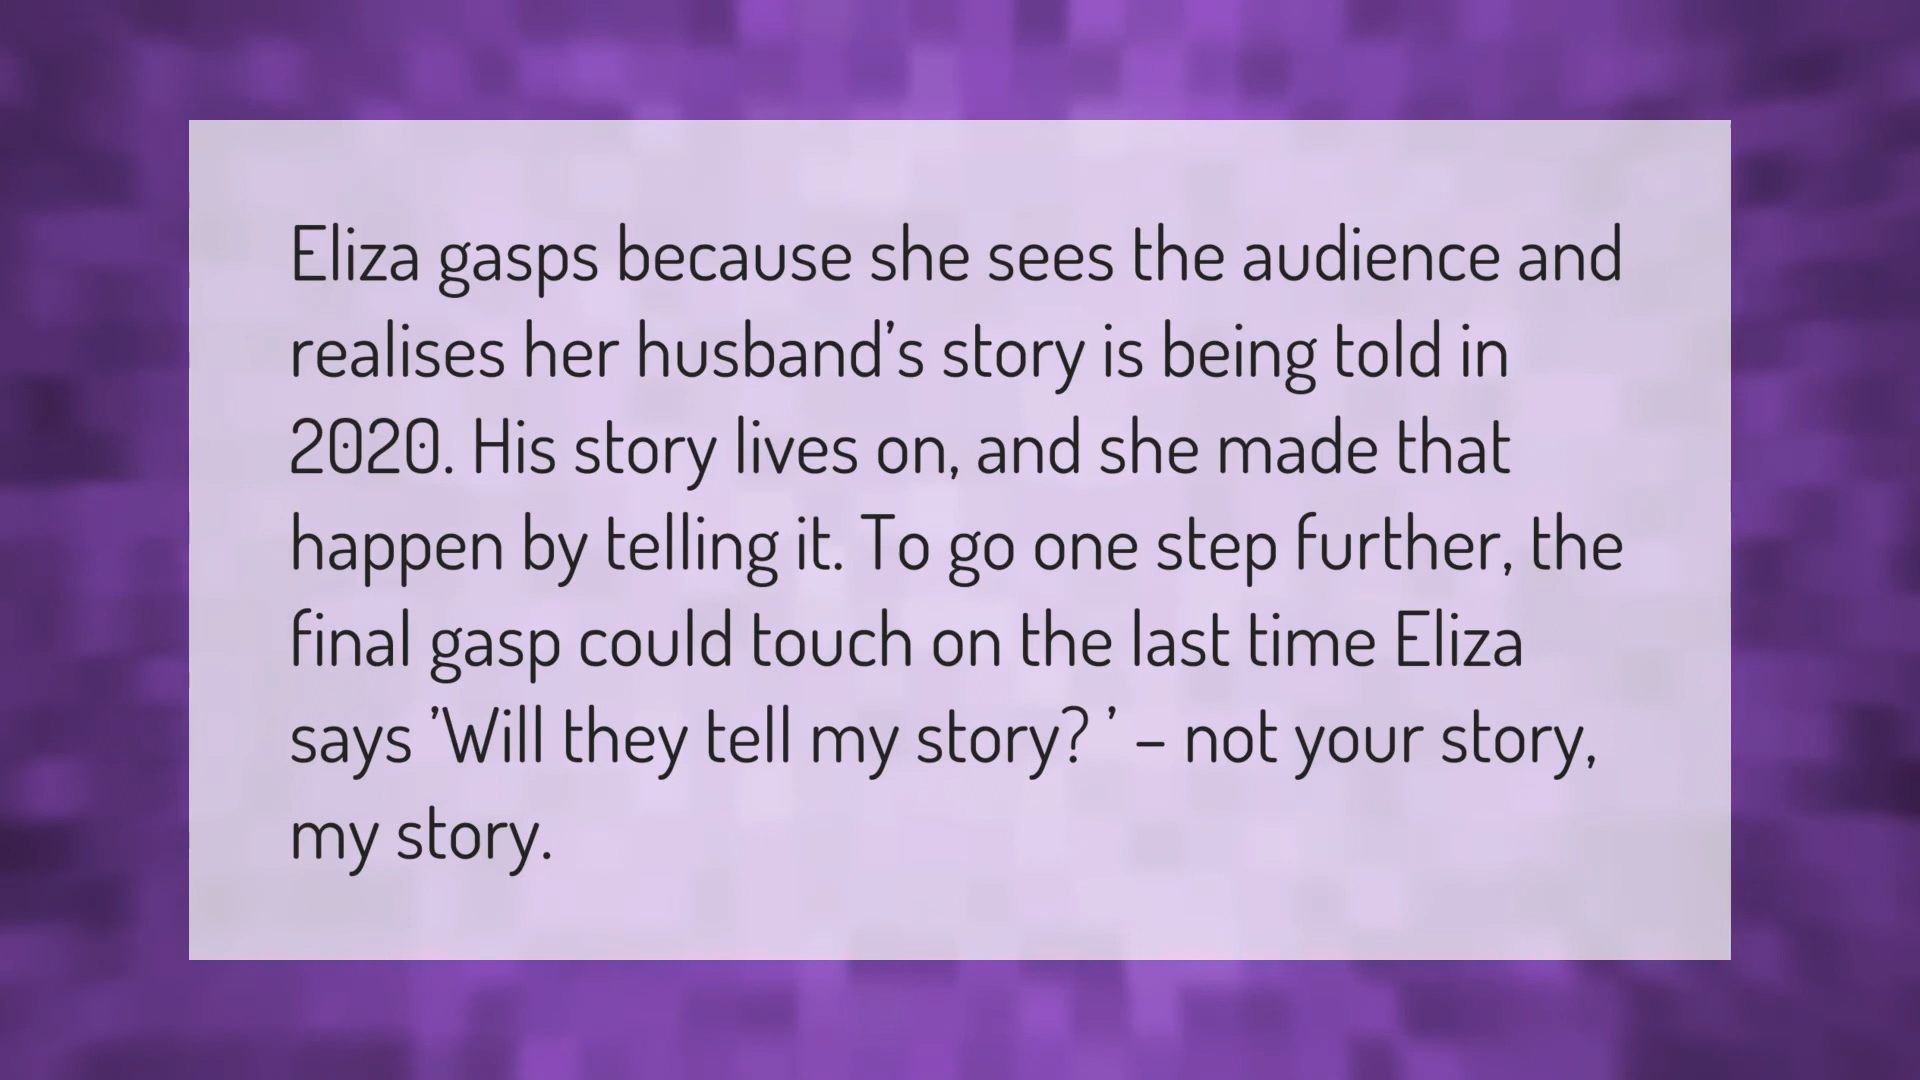 Eliza gasps because she sees the audience and
realises her husband's story is being told in
2020. His story lives on, and she made that
happen by telling it. To go one step further, the
final gasp could touch on the last time Eliza
says 'Will they tell my story? ' – not your story,
my story.